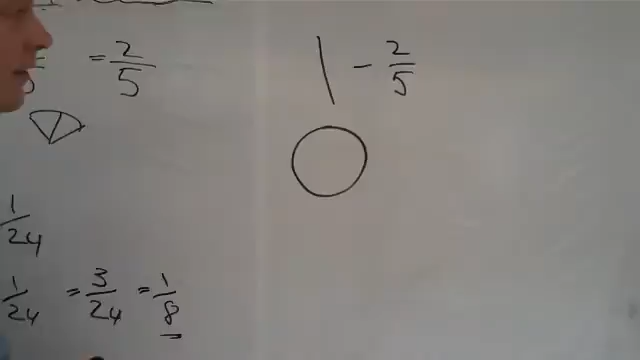 = 2/5
1 - 2/5
1/24
1/24 = 3/24 = 1/8